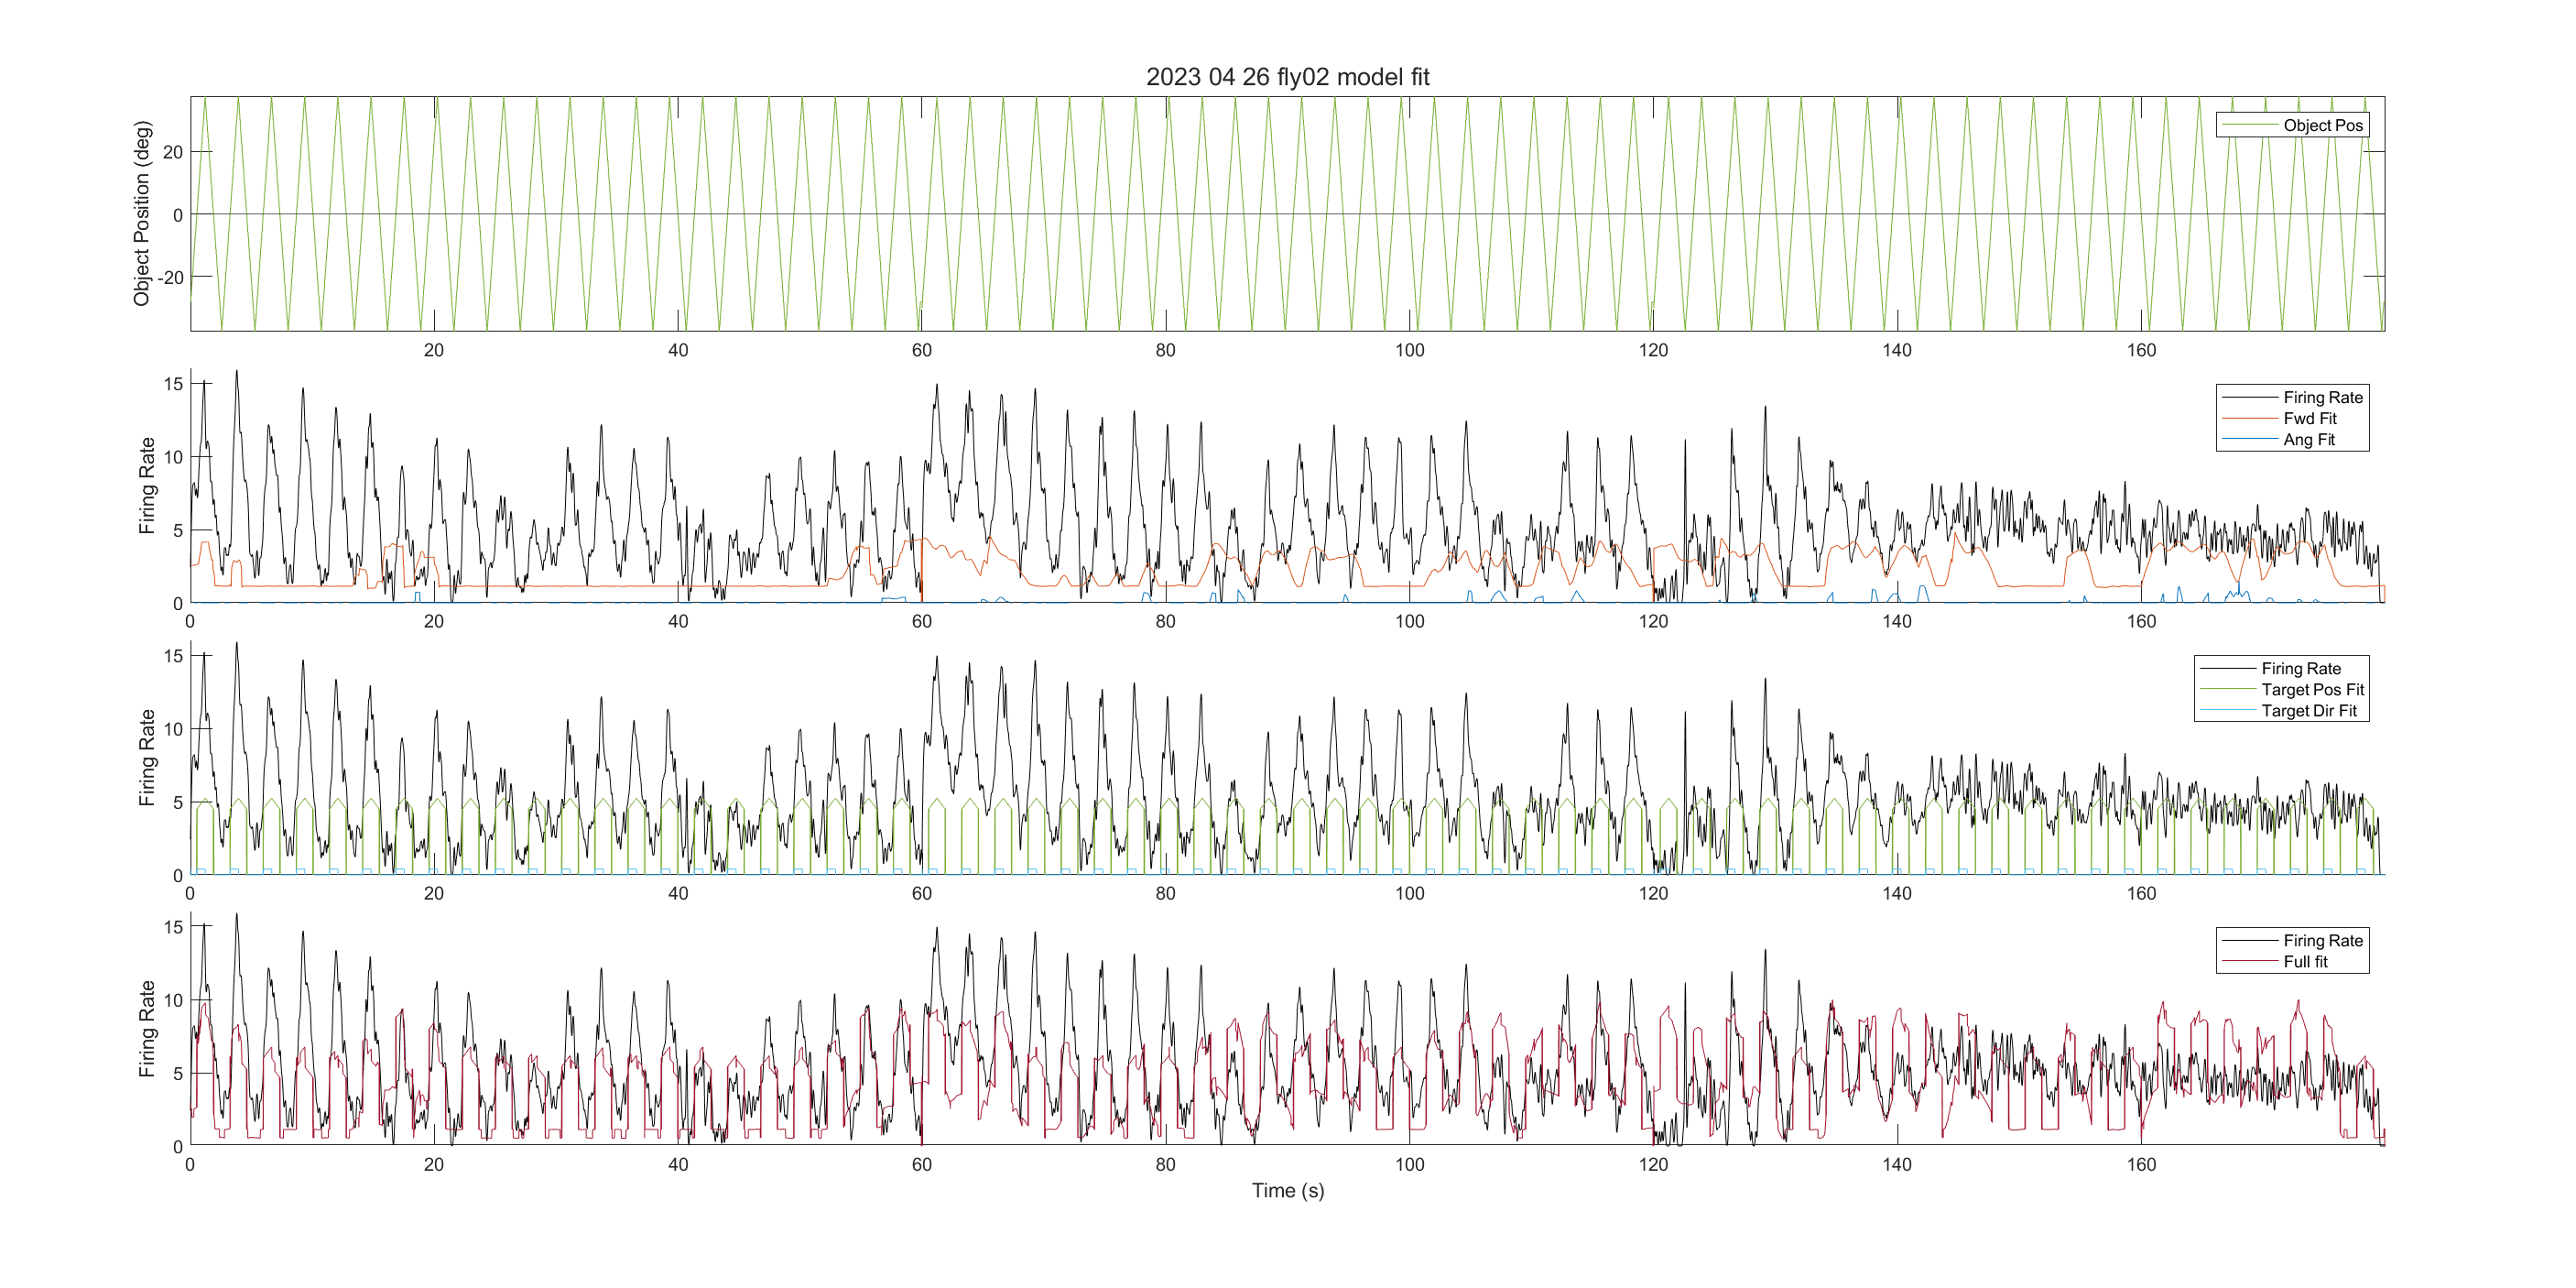 2023 04 26 fly02 model fit
Object Position (deg)
20
0
-20
Object Pos
20 40 60 80 100 120 140 160
Firing Rate
15
10
5
0
Firing Rate
Fwd Fit
Ang Fit
0 20 40 60 80 100 120 140 160
Firing Rate
15
10
5
0
Firing Rate
Target Pos Fit
Target Dir Fit
0 20 40 60 80 100 120 140 160
Firing Rate
15
10
5
0
Firing Rate
Full fit
0 20 40 60 80 100 120 140 160
Time (s)